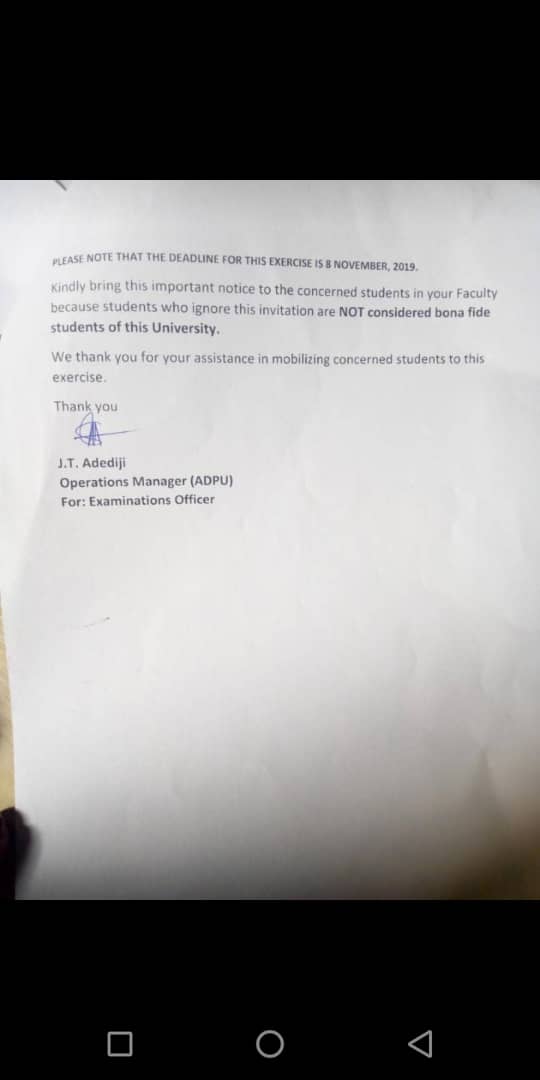 PLEASE NOTE THAT THE DEADLINE FOR THIS EXERCISE IS 8 NOVEMBER, 2019.
Kindly bring this important notice to the concerned students in your Faculty
because students who ignore this invitation are NOT considered bona fide
students of this University.
We thank you for your assistance in mobilizing concerned students to this
exercise.
Thank you
J.T. Adediji
Operations Manager (ADPU)
For: Examinations Officer